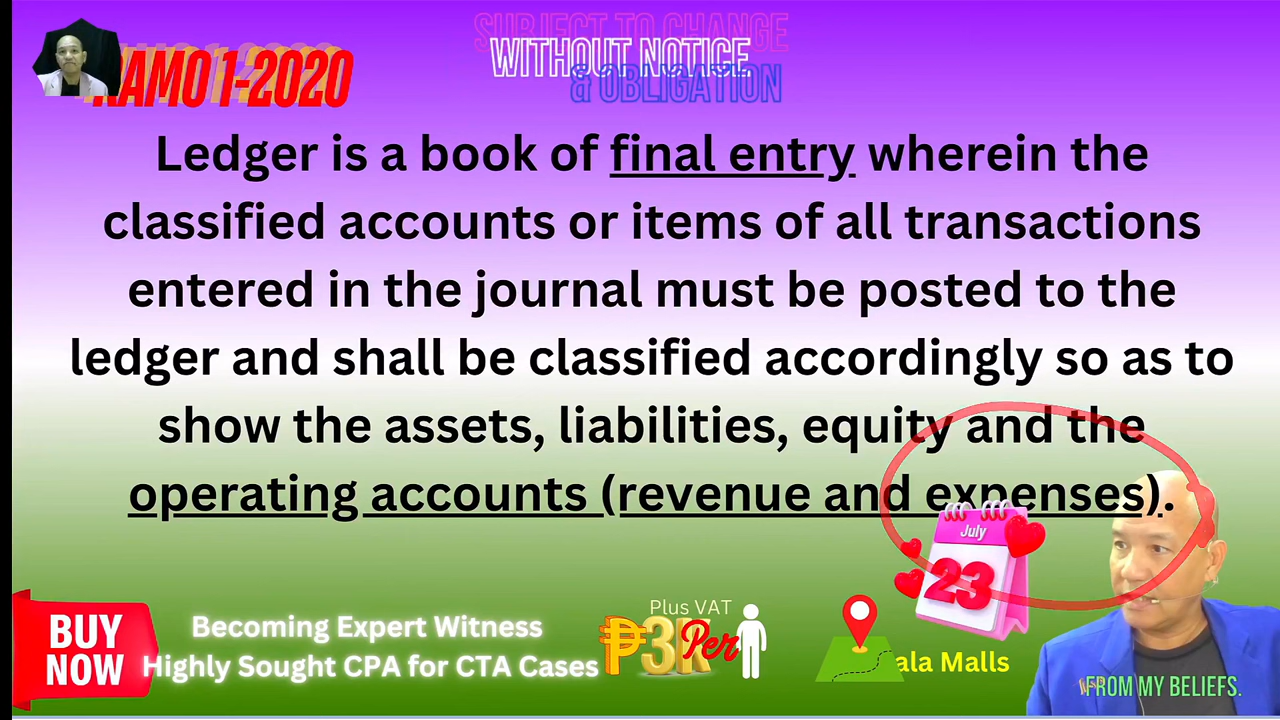 SUBJECT TO CHANGE
WITHOUT NOTICE
& OBLIGATION
RAMO 1-2020
Ledger is a book of final entry wherein the
classified accounts or items of all transactions
entered in the journal must be posted to the
ledger and shall be classified accordingly so as to
show the assets, liabilities, equity and the
operating accounts (revenue and expenses).
July
23
BUY
NOW
Becoming Expert Witness
Highly Sought CPA for CTA Cases
Plus VAT
₱3K Per
Malls
FROM MY BELIEFS.